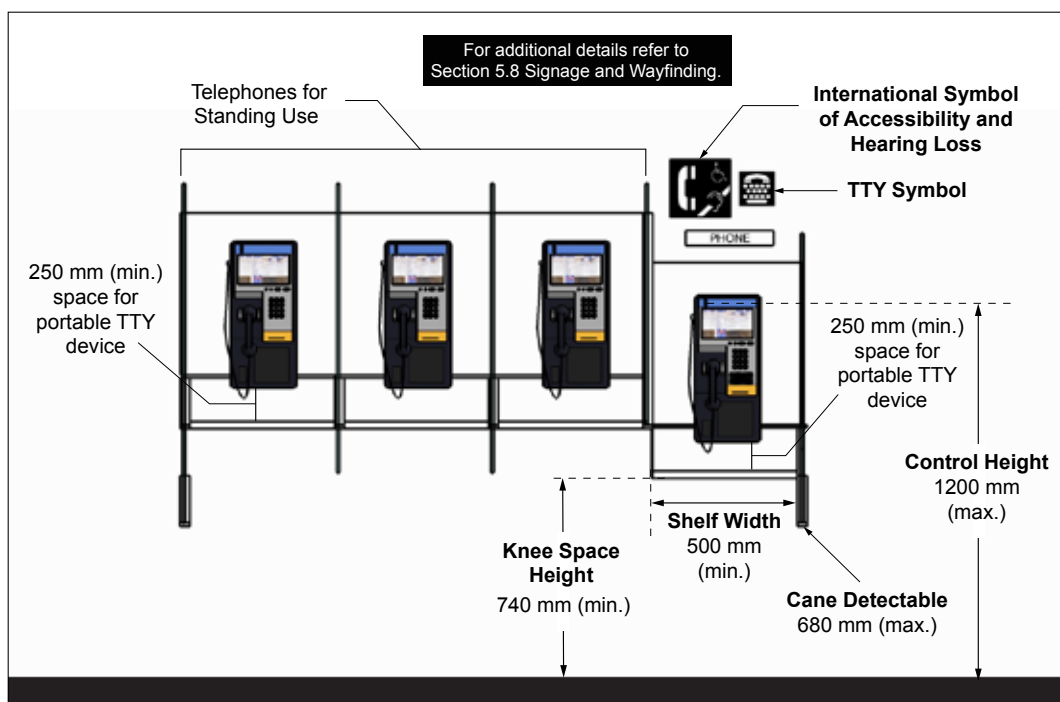 For additional details refer to
Section 5.8 Signage and Wayfinding.
Telephones for
Standing Use
International Symbol
of Accessibility and
Hearing Loss
TTY Symbol
PHONE
250 mm (min.)
space for
portable TTY
device
250 mm (min.)
space for
portable TTY
device
Control Height
1200 mm
(max.)
Shelf Width
500 mm
(min.)
Knee Space
Height
740 mm (min.)
Cane Detectable
680 mm (max.)